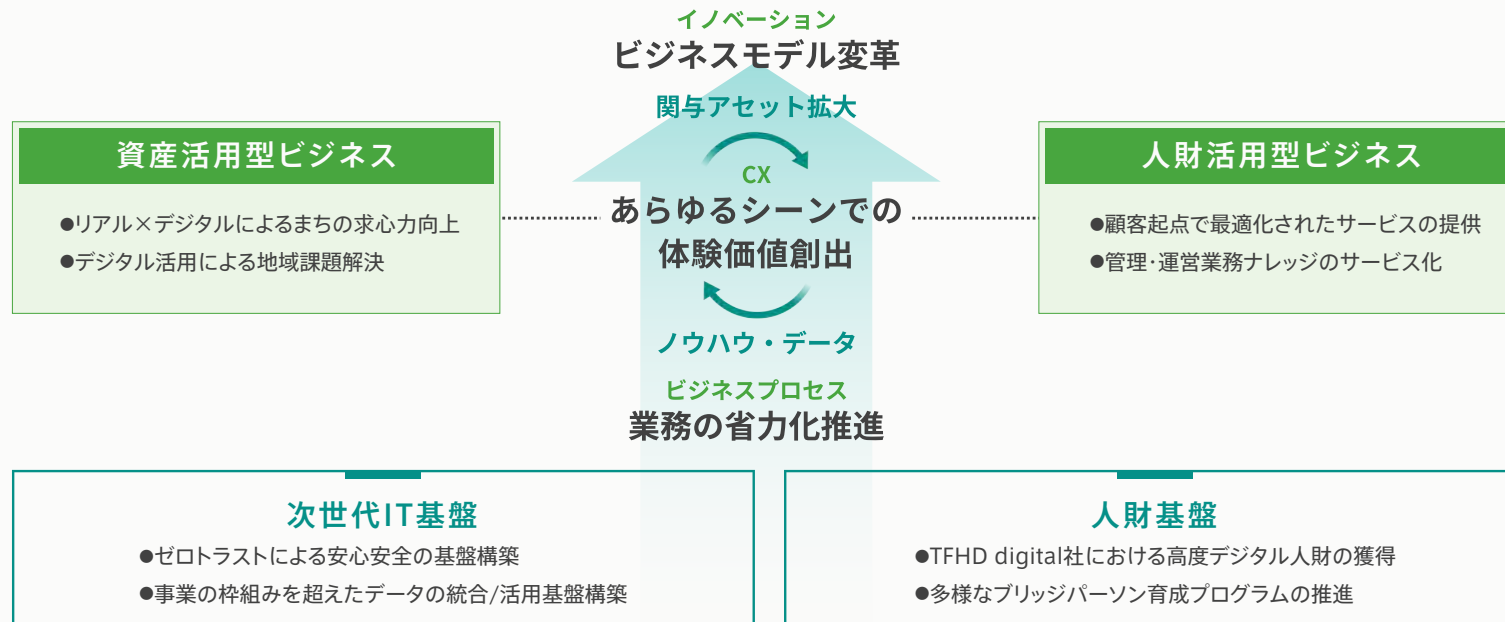 イノベーション
ビジネスモデル変革
関与アセット拡大
資産活用型ビジネス
●リアル×デジタルによるまちの求心力向上
●デジタル活用による地域課題解決
CX
あらゆるシーンでの
体験価値創出
人財活用型ビジネス
●顧客起点で最適化されたサービスの提供
●管理・運営業務ナレッジのサービス化
ノウハウ・データ
ビジネスプロセス
業務の省力化推進
次世代IT基盤
●ゼロトラストによる安心安全の基盤構築
●事業の枠組みを超えたデータの統合/活用基盤構築
人財基盤
●TFHD digital社における高度デジタル人財の獲得
●多様なブリッジパーソン育成プログラムの推進